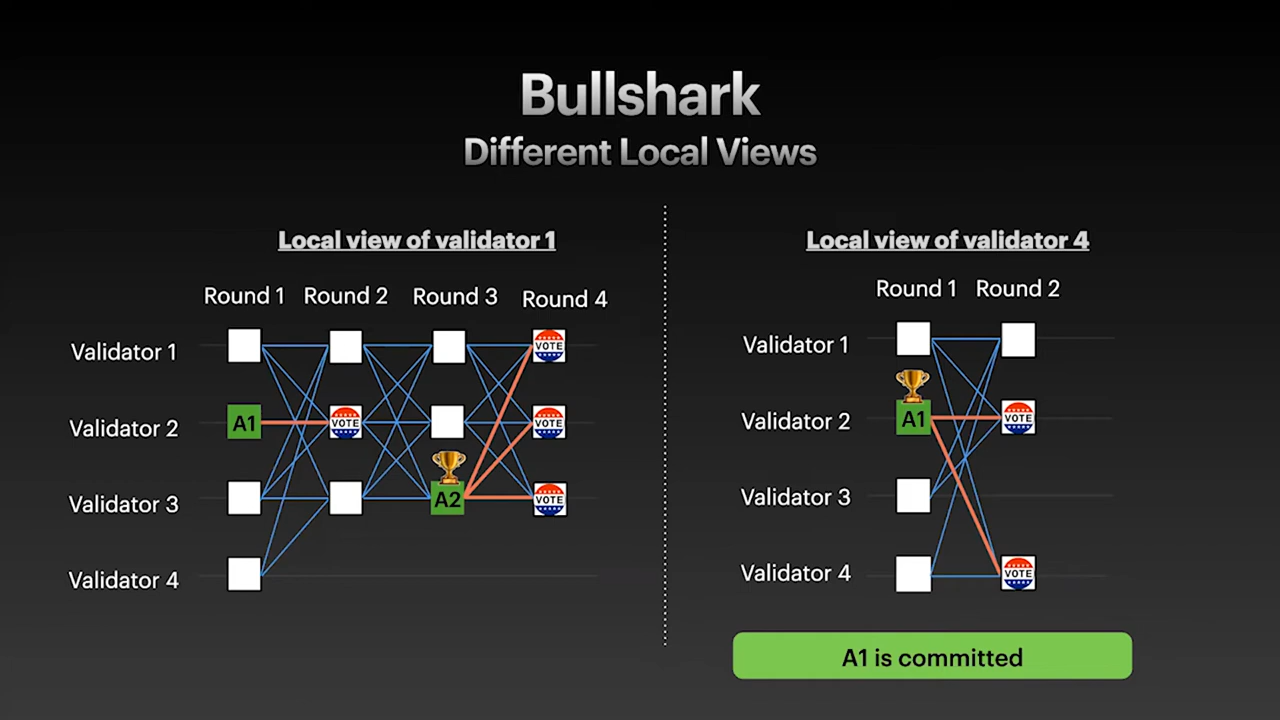 Bullshark
Different Local Views
Local view of validator 1
Round 1 Round 2 Round 3 Round 4
Validator 1
VOTE
Validator 2
A1
VOTE
VOTE
Validator 3
A2
VOTE
Validator 4
Local view of validator 4
Round 1 Round 2
Validator 1
Validator 2
A1
VOTE
Validator 3
Validator 4
VOTE
A1 is committed